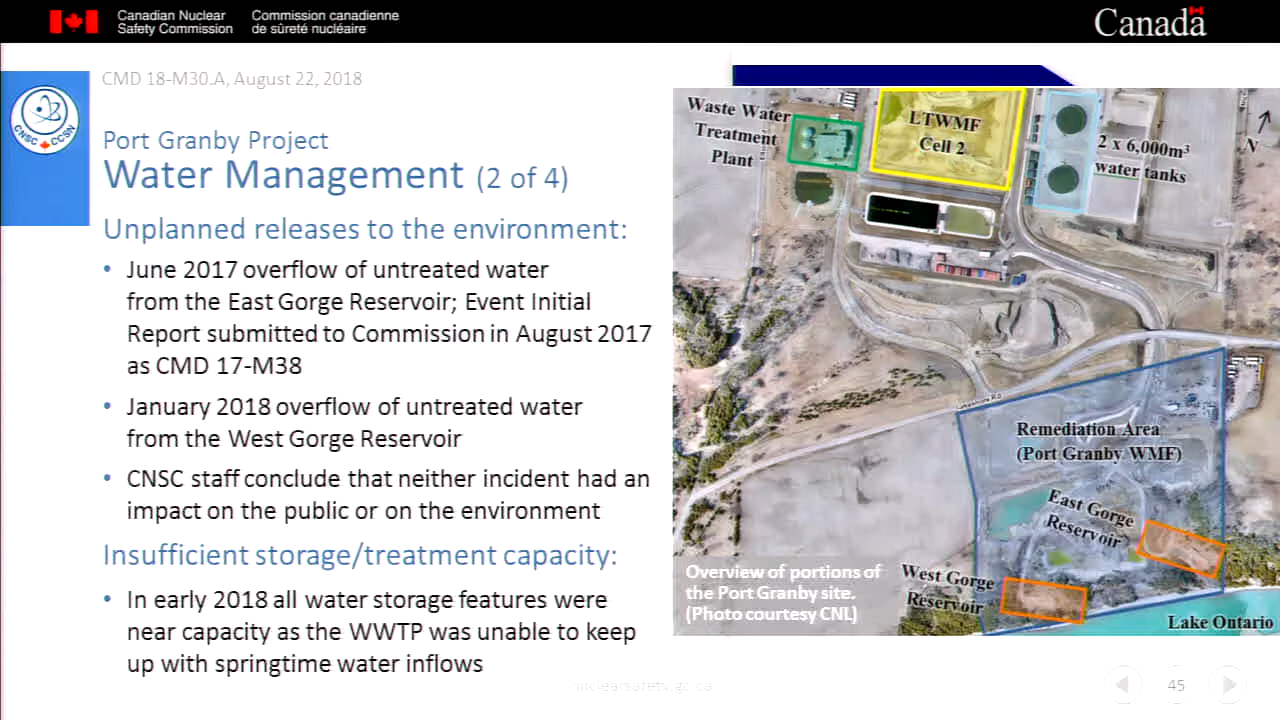 Canadian Nuclear
Safety Commission
Commission canadienne
de sûreté nucléaire
Canada
CMD 18-M30.A, August 22, 2018
CNSC CCSN
Port Granby Project
Water Management (2 of 4)
Unplanned releases to the environment:
• June 2017 overflow of untreated water
from the East Gorge Reservoir; Event Initial
Report submitted to Commission in August 2017
as CMD 17-M38
• January 2018 overflow of untreated water
from the West Gorge Reservoir
• CNSC staff conclude that neither incident had an
impact on the public or on the environment
Insufficient storage/treatment capacity:
• In early 2018 all water storage features were
near capacity as the WWTP was unable to keep
up with springtime water inflows
Waste Water
Treatment
Plant
LTWMF
Cell 2
2 x 6,000m³
water tanks
N
Lakeshore Rd
Remediation Area
(Port Granby WMF)
East Gorge
Reservoir
West Gorge
Reservoir
Lake Ontario
Overview of portions of
the Port Granby site.
(Photo courtesy CNL)
nuclearsafety.gc.ca
45